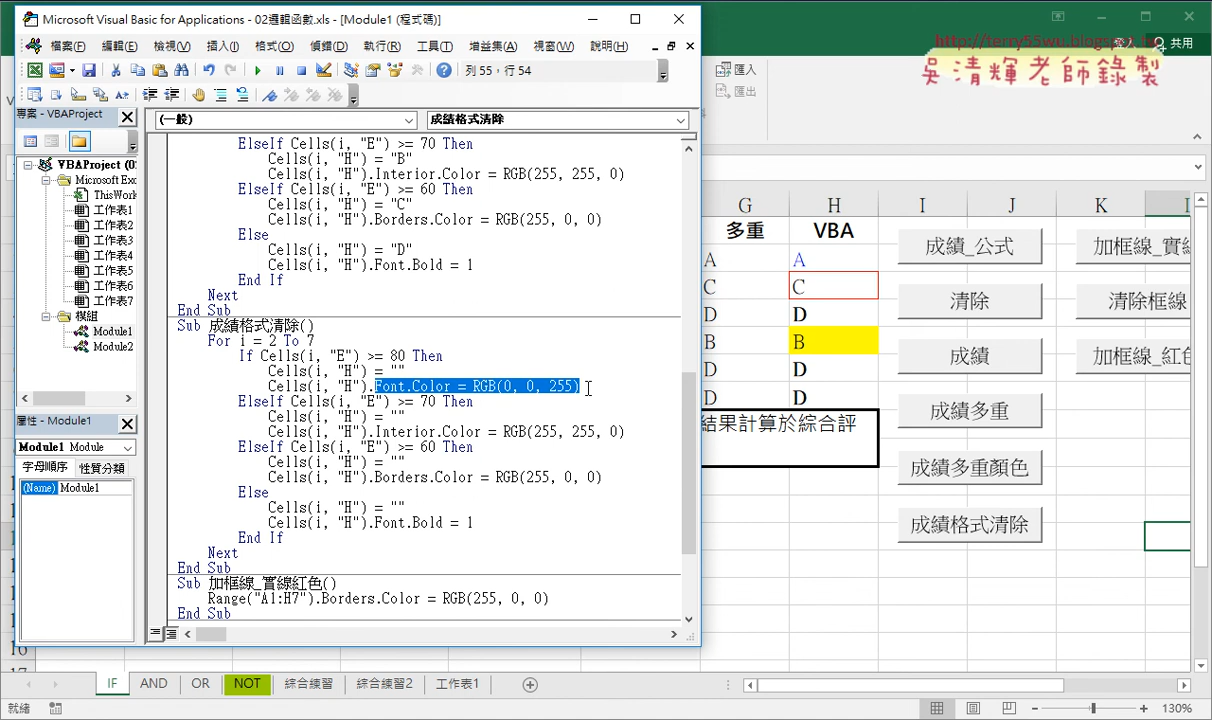 Microsoft Visual Basic for Applications - 02邏輯函數.xls - [Module1 (程式碼)]
http://terry55wu.blogspot.tw
共用
吳清輝老師錄製
檔案(F) 編輯(E) 檢視(V) 插入(I) 格式(O) 偵錯(D) 執行(R) 工具(T) 增益集(A) 視窗(W) 說明(H)
列 55，行 54
匯入
匯出
專案 - VBAProject
(一般)
成績格式清除
VBAProject (0
Microsoft Exc
ThisWork
工作表1
工作表2
工作表3
工作表4
工作表5
工作表6
工作表7
模組
Module1
Module2
屬性 - Module1
Module1 Module
字母順序 性質分類
(Name) Module1
ElseIf Cells(i, "E") >= 70 Then
Cells(i, "H") = "B"
Cells(i, "H").Interior.Color = RGB(255, 255, 0)
ElseIf Cells(i, "E") >= 60 Then
Cells(i, "H") = "C"
Cells(i, "H").Borders.Color = RGB(255, 0, 0)
Else
Cells(i, "H") = "D"
Cells(i, "H").Font.Bold = 1
End If
Next
End Sub
Sub 成績格式清除()
For i = 2 To 7
If Cells(i, "E") >= 80 Then
Cells(i, "H") = ""
Cells(i, "H").Font.Color = RGB(0, 0, 255)
ElseIf Cells(i, "E") >= 70 Then
Cells(i, "H") = ""
Cells(i, "H").Interior.Color = RGB(255, 255, 0)
ElseIf Cells(i, "E") >= 60 Then
Cells(i, "H") = ""
Cells(i, "H").Borders.Color = RGB(255, 0, 0)
Else
Cells(i, "H") = ""
Cells(i, "H").Font.Bold = 1
End If
Next
End Sub
Sub 加框線_實線紅色()
Range("A1:H7").Borders.Color = RGB(255, 0, 0)
End Sub
G H I J K
多重 VBA
A A
C C
D D
B B
D D
D D
結果計算於綜合評
成績_公式
清除
成績
成績多重
成績多重顏色
成績格式清除
加框線_實線
清除框線
加框線_紅
16
IF AND OR NOT 綜合練習 綜合練習2 工作表1
就緒
130%